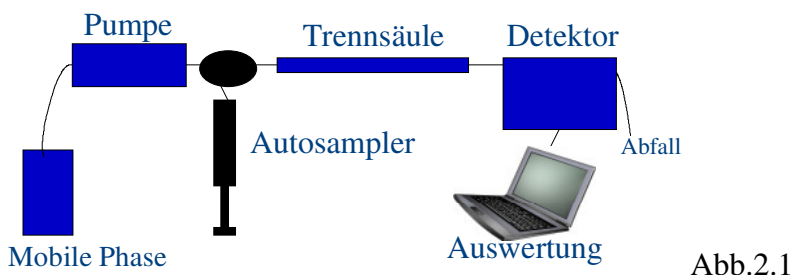 Pumpe
Trennsäule
Detektor
Autosampler
Abfall
Mobile Phase
Auswertung
Abb.2.1